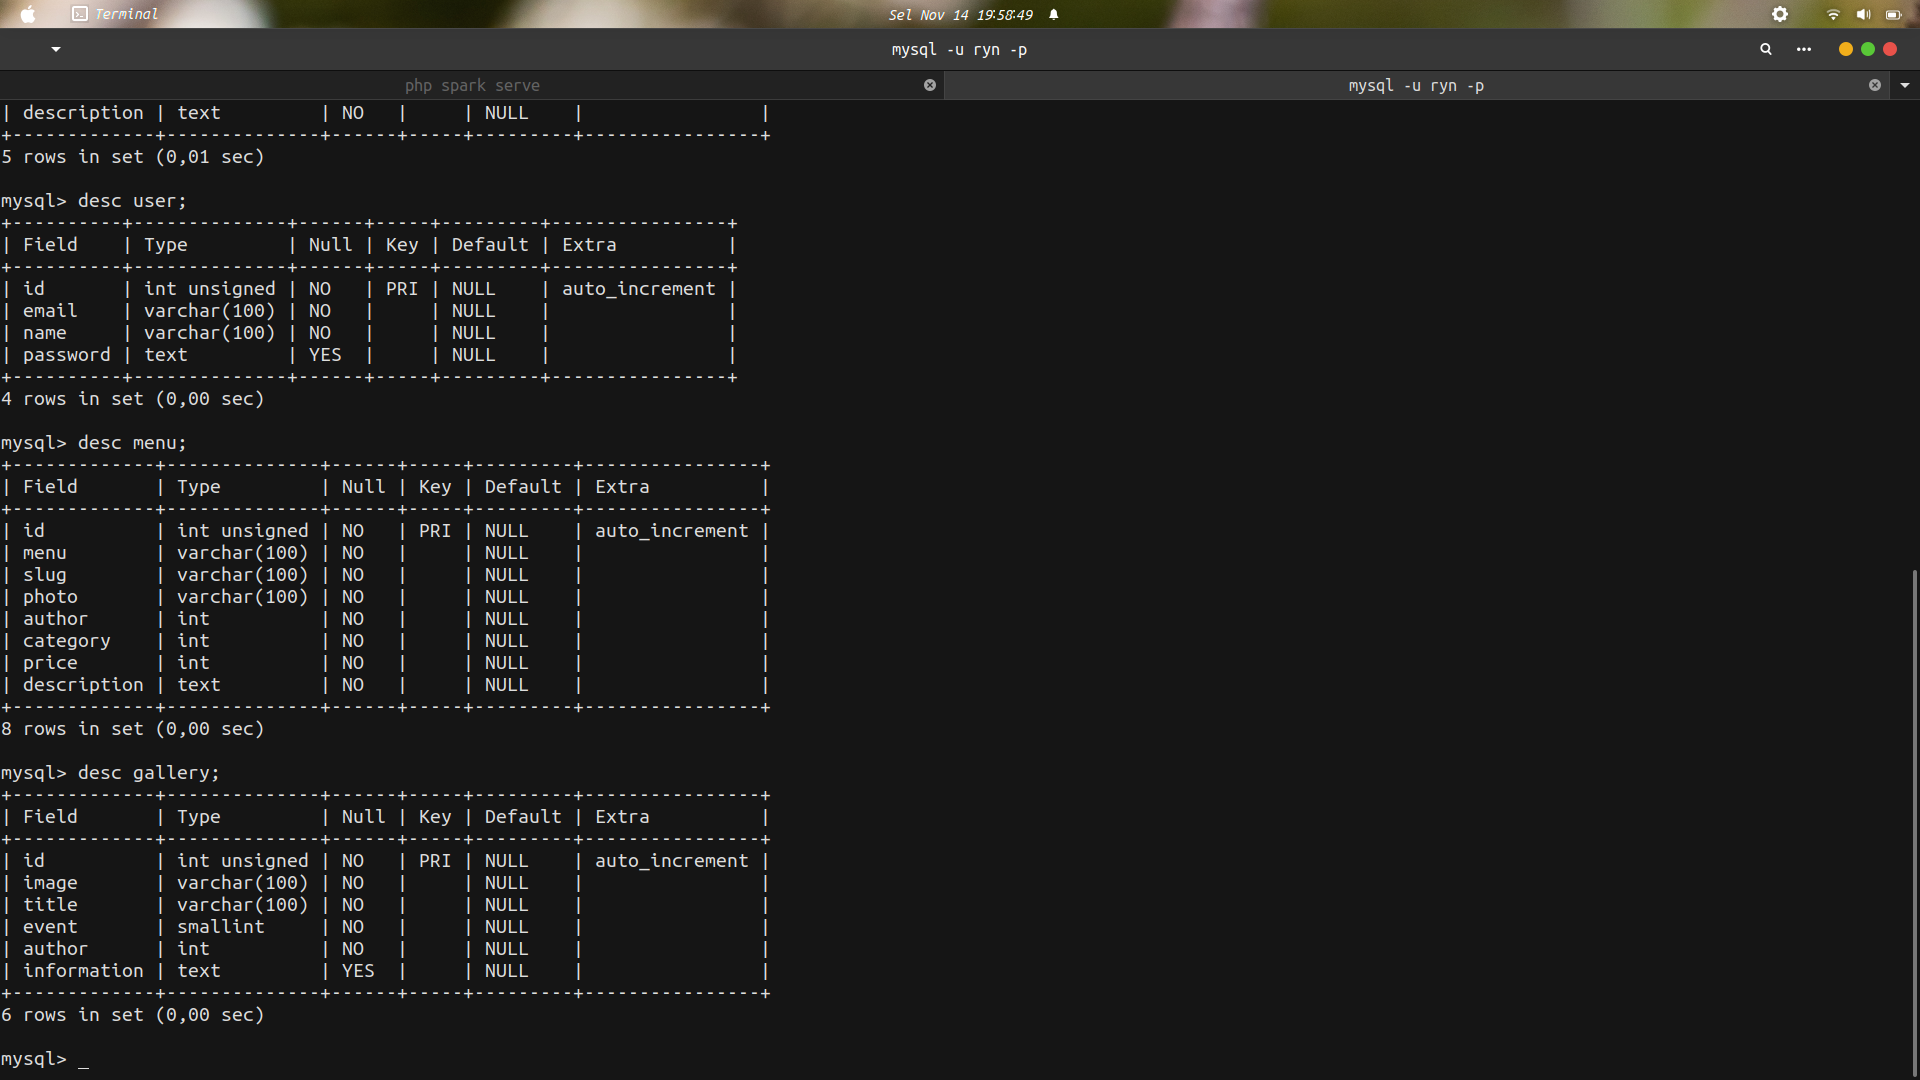 Terminal
Sel Nov 14 19:58:49
mysql -u ryn -p
php spark serve
mysql -u ryn -p
| description | text         | NO   |     | NULL    |                |
+-------------+--------------+------+-----+---------+----------------+
5 rows in set (0,01 sec)
mysql> desc user;
+----------+--------------+------+-----+---------+----------------+
| Field    | Type         | Null | Key | Default | Extra          |
+----------+--------------+------+-----+---------+----------------+
| id       | int unsigned | NO   | PRI | NULL    | auto_increment |
| email    | varchar(100) | NO   |     | NULL    |                |
| name     | varchar(100) | NO   |     | NULL    |                |
| password | text         | YES  |     | NULL    |                |
+----------+--------------+------+-----+---------+----------------+
4 rows in set (0,00 sec)
mysql> desc menu;
+-------------+--------------+------+-----+---------+----------------+
| Field       | Type         | Null | Key | Default | Extra          |
+-------------+--------------+------+-----+---------+----------------+
| id          | int unsigned | NO   | PRI | NULL    | auto_increment |
| menu        | varchar(100) | NO   |     | NULL    |                |
| slug        | varchar(100) | NO   |     | NULL    |                |
| photo       | varchar(100) | NO   |     | NULL    |                |
| author      | int          | NO   |     | NULL    |                |
| category    | int          | NO   |     | NULL    |                |
| price       | int          | NO   |     | NULL    |                |
| description | text         | NO   |     | NULL    |                |
+-------------+--------------+------+-----+---------+----------------+
8 rows in set (0,00 sec)
mysql> desc gallery;
+-------------+--------------+------+-----+---------+----------------+
| Field       | Type         | Null | Key | Default | Extra          |
+-------------+--------------+------+-----+---------+----------------+
| id          | int unsigned | NO   | PRI | NULL    | auto_increment |
| image       | varchar(100) | NO   |     | NULL    |                |
| title       | varchar(100) | NO   |     | NULL    |                |
| event       | smallint     | NO   |     | NULL    |                |
| author      | int          | NO   |     | NULL    |                |
| information | text         | YES  |     | NULL    |                |
+-------------+--------------+------+-----+---------+----------------+
6 rows in set (0,00 sec)
mysql> _